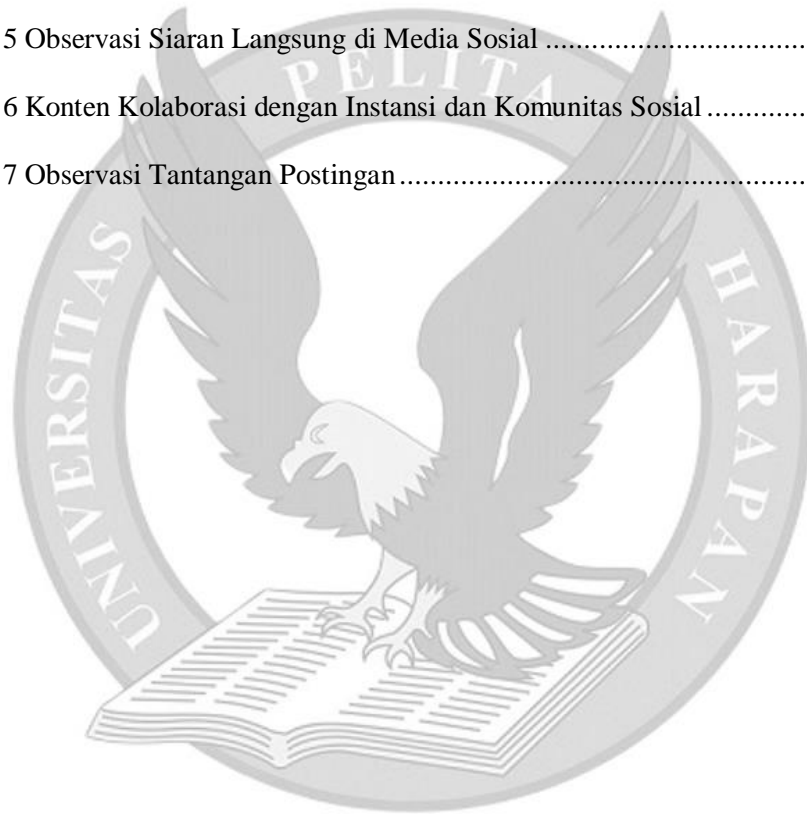 5 Observasi Siaran Langsung di Media Sosial ..................................
6 Konten Kolaborasi dengan Instansi dan Komunitas Sosial .............
7 Observasi Tantangan Postingan .....................................................
UNIVERSITAS PELITA HARAPAN